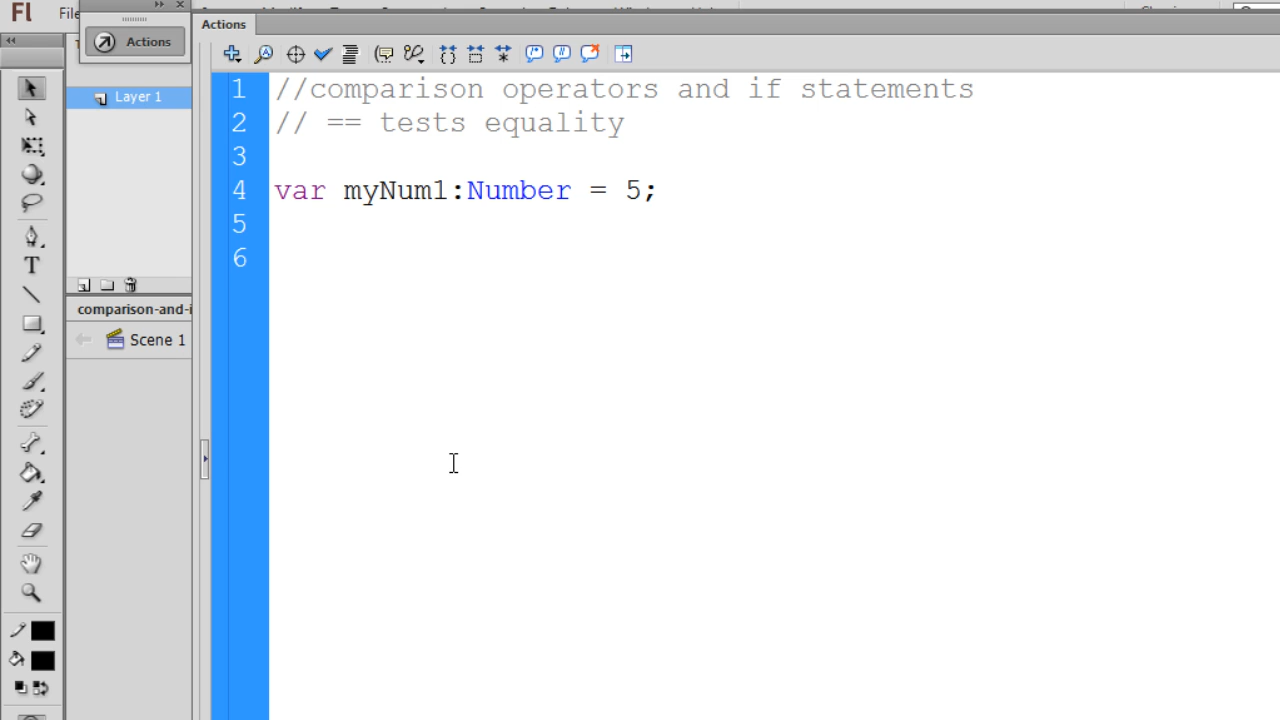 Fl
File
Actions
Actions
Layer 1
comparison-and-i
Scene 1
T
1 //comparison operators and if statements
2 // == tests equality
3
4 var myNum1:Number = 5;
5
6